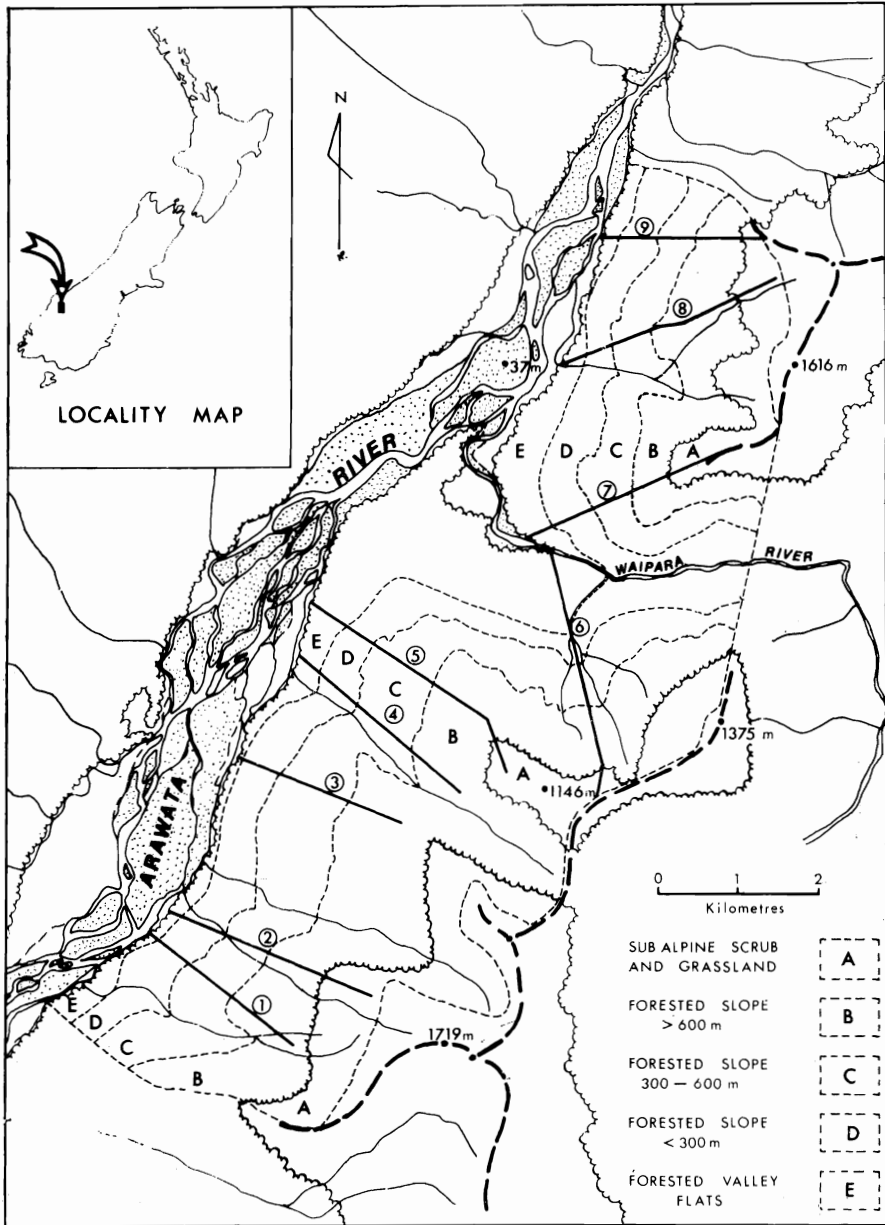 LOCALITY MAP
N
⑨
⑧
37m
1616 m
E D C B A
⑦
RIVER
WAIPARA RIVER
⑥
E D C B A
⑤
④
1375 m
1146m
③
ARAWATA
②
①
1719m
E D C B A
0 1 2
Kilometres
SUB ALPINE SCRUB
AND GRASSLAND
A
FORESTED SLOPE
> 600 m
B
FORESTED SLOPE
300 – 600 m
C
FORESTED SLOPE
< 300 m
D
FORESTED VALLEY
FLATS
E